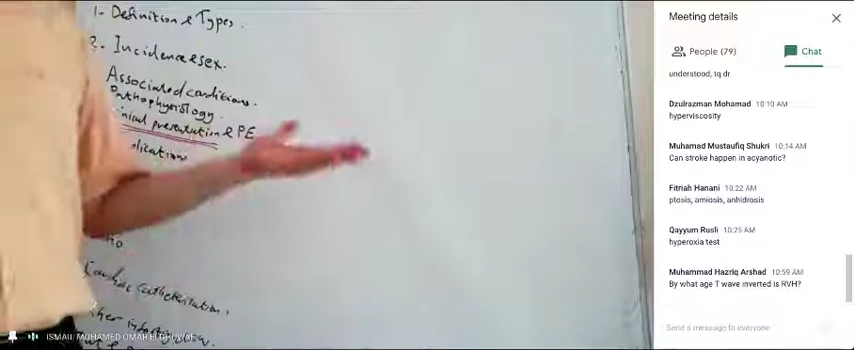 1- Definition & Types.
2- Incidence & sex.
Associated conditions.
Pathophysiology.
presentation & PE
Cardiac catheterization.
Meeting details
People (79)
Chat
understood, tq dr
Dzulrazman Mohamad 10:10 AM
hyperviscosity
Muhamad Mustaufiq Shukri 10:14 AM
Can stroke happen in acyanotic?
Fitriah Hanani 10:22 AM
ptosis, amiosis, anhidrosis
Qayyum Rusli 10:25 AM
hyperoxia test
Muhammad Hazriq Arshad 10:59 AM
By what age T wave inverted is RVH?
Send a message to everyone
ISMAIL MOHAMED OMAR